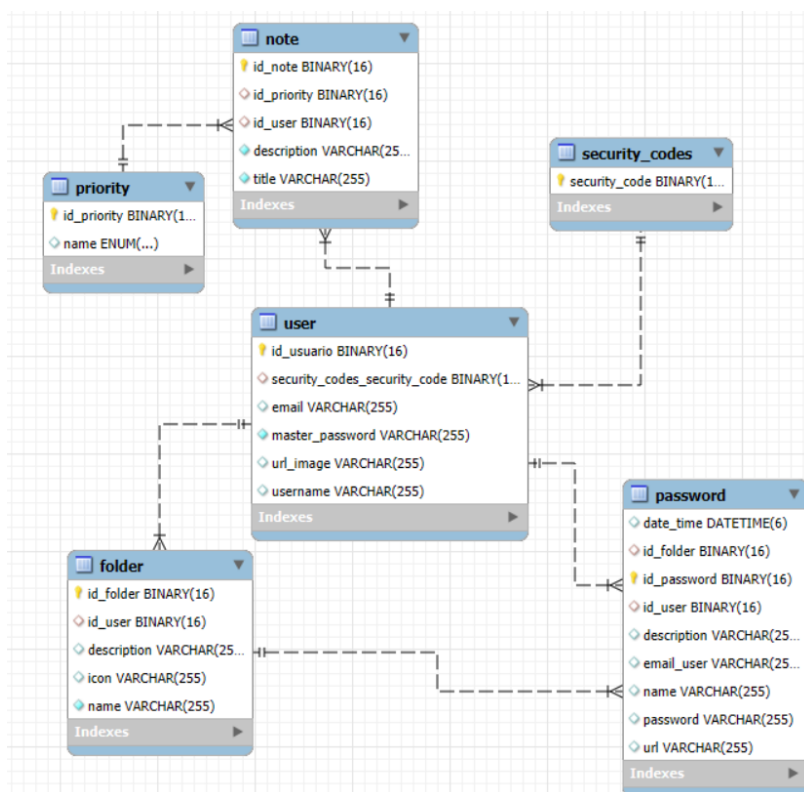 note
id_note BINARY(16)
id_priority BINARY(16)
id_user BINARY(16)
description VARCHAR(25...
title VARCHAR(255)
Indexes
priority
id_priority BINARY(1...
name ENUM(...)
Indexes
security_codes
security_code BINARY(1...
Indexes
user
id_usuario BINARY(16)
security_codes_security_code BINARY(1...
email VARCHAR(255)
master_password VARCHAR(255)
url_image VARCHAR(255)
username VARCHAR(255)
Indexes
folder
id_folder BINARY(16)
id_user BINARY(16)
description VARCHAR(25...
icon VARCHAR(255)
name VARCHAR(255)
Indexes
password
date_time DATETIME(6)
id_folder BINARY(16)
id_password BINARY(16)
id_user BINARY(16)
description VARCHAR(25...
email_user VARCHAR(25...
name VARCHAR(255)
password VARCHAR(255)
url VARCHAR(255)
Indexes